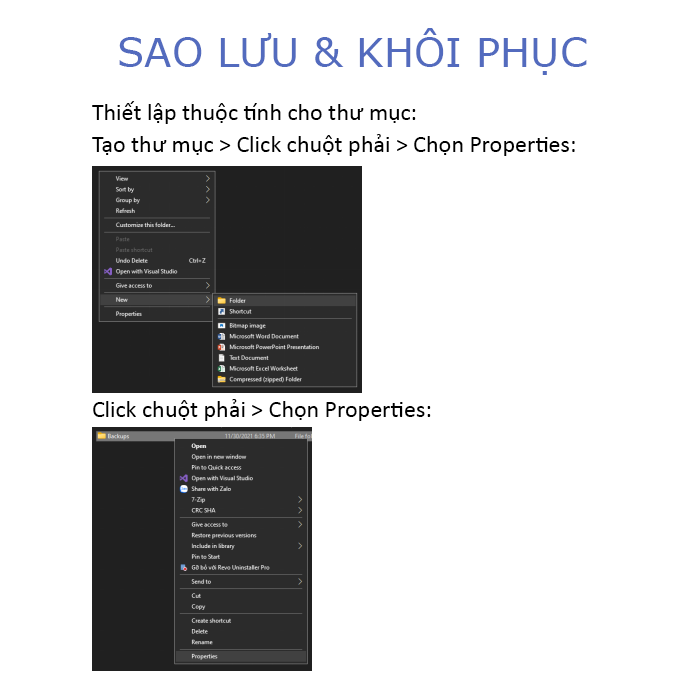 SAO LƯU & KHÔI PHỤC
Thiết lập thuộc tính cho thư mục:
Tạo thư mục > Click chuột phải > Chọn Properties:
View
Sort by
Group by
Refresh
Customize this folder...
Paste
Paste shortcut
Undo Delete Ctrl+Z
Open with Visual Studio
Give access to
New
Properties
Folder
Shortcut
Bitmap image
Microsoft Word Document
Microsoft PowerPoint Presentation
Text Document
Microsoft Excel Worksheet
Compressed (zipped) Folder
Click chuột phải > Chọn Properties:
Backups 11/30/2021 6:35 PM File fol
Open
Open in new window
Pin to Quick access
Open with Visual Studio
Share with Zalo
7-Zip
CRC SHA
Give access to
Restore previous versions
Include in library
Pin to Start
Gỡ bỏ với Revo Uninstaller Pro
Send to
Cut
Copy
Create shortcut
Delete
Rename
Properties